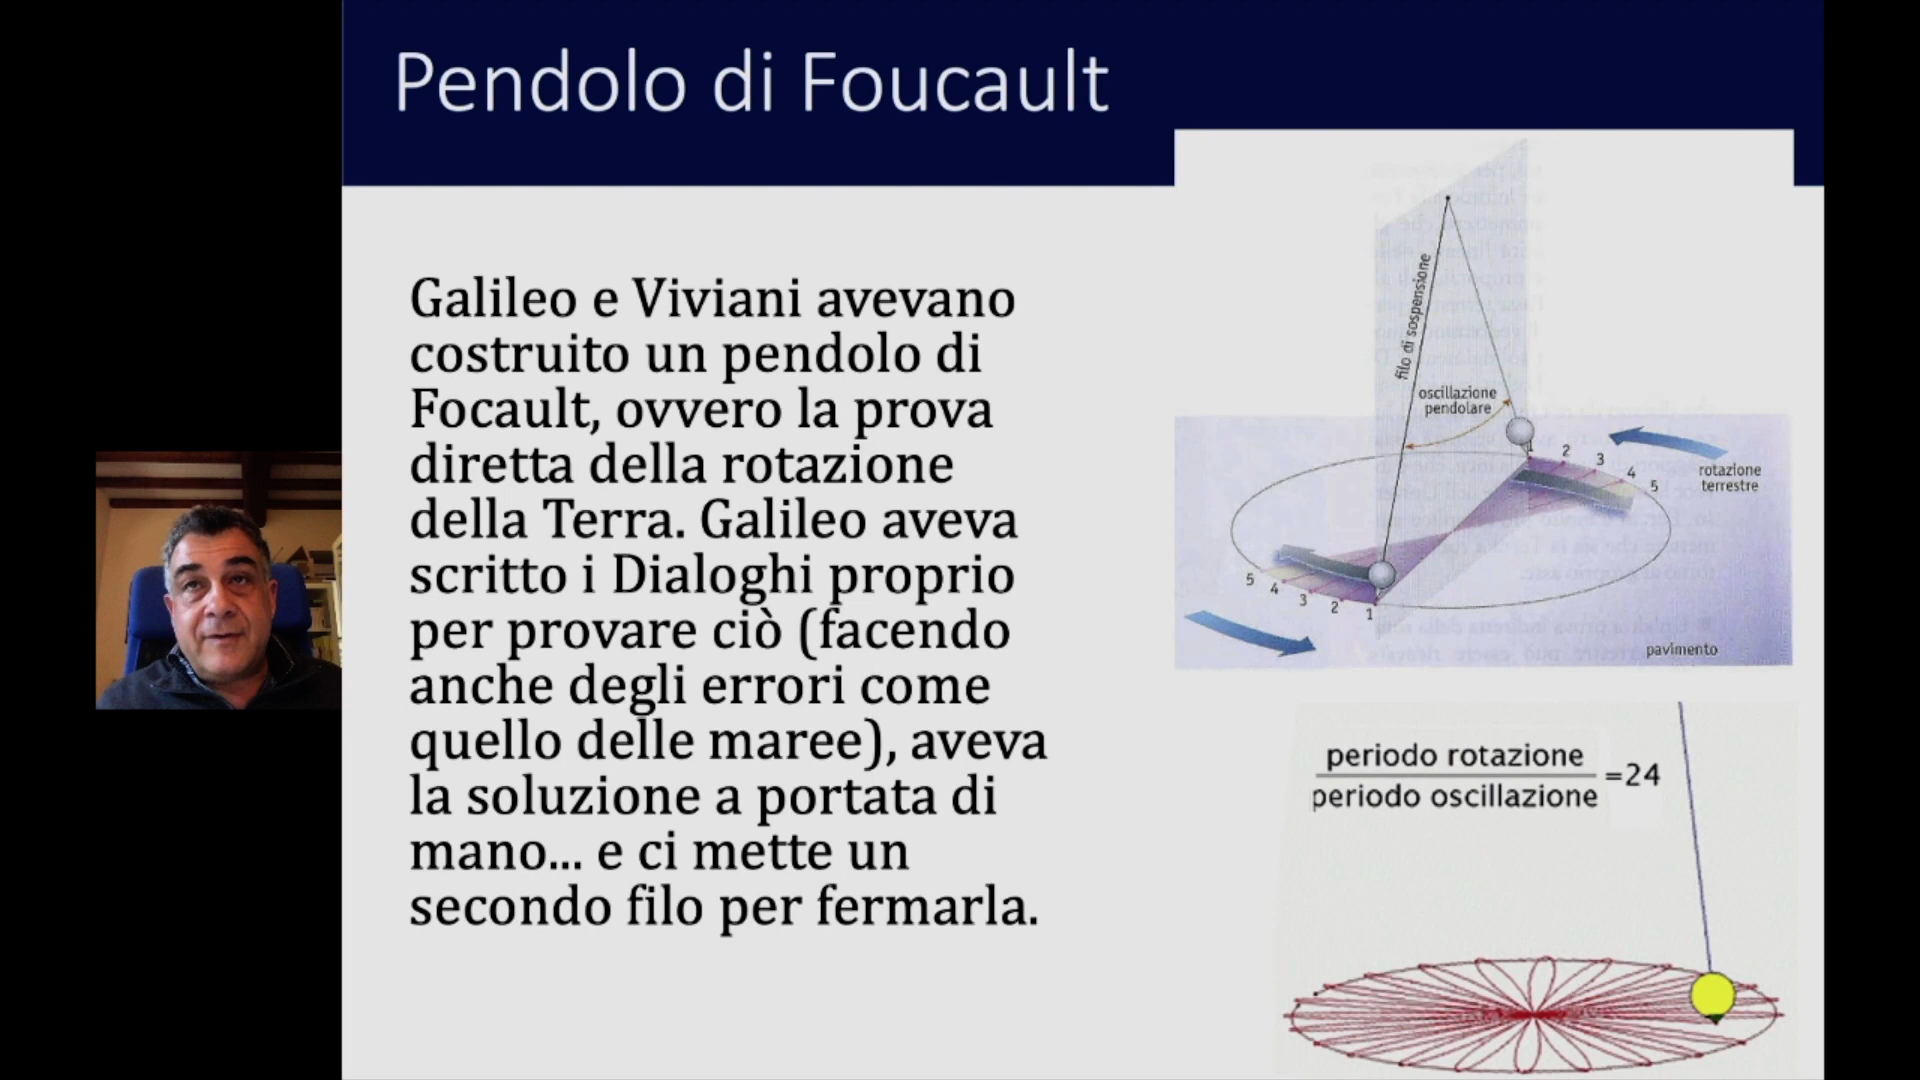 Pendolo di Foucault
Galileo e Viviani avevano
costruito un pendolo di
Focault, ovvero la prova
diretta della rotazione
della Terra. Galileo aveva
scritto i Dialoghi proprio
per provare ciò (facendo
anche degli errori come
quello delle maree), aveva
la soluzione a portata di
mano... e ci mette un
secondo filo per fermarla.
filo di sospensione
oscillazione
pendolare
1 2 3 4 5
rotazione
terrestre
5 4 3 2 1
pavimento
periodo rotazione
periodo oscillazione
=24